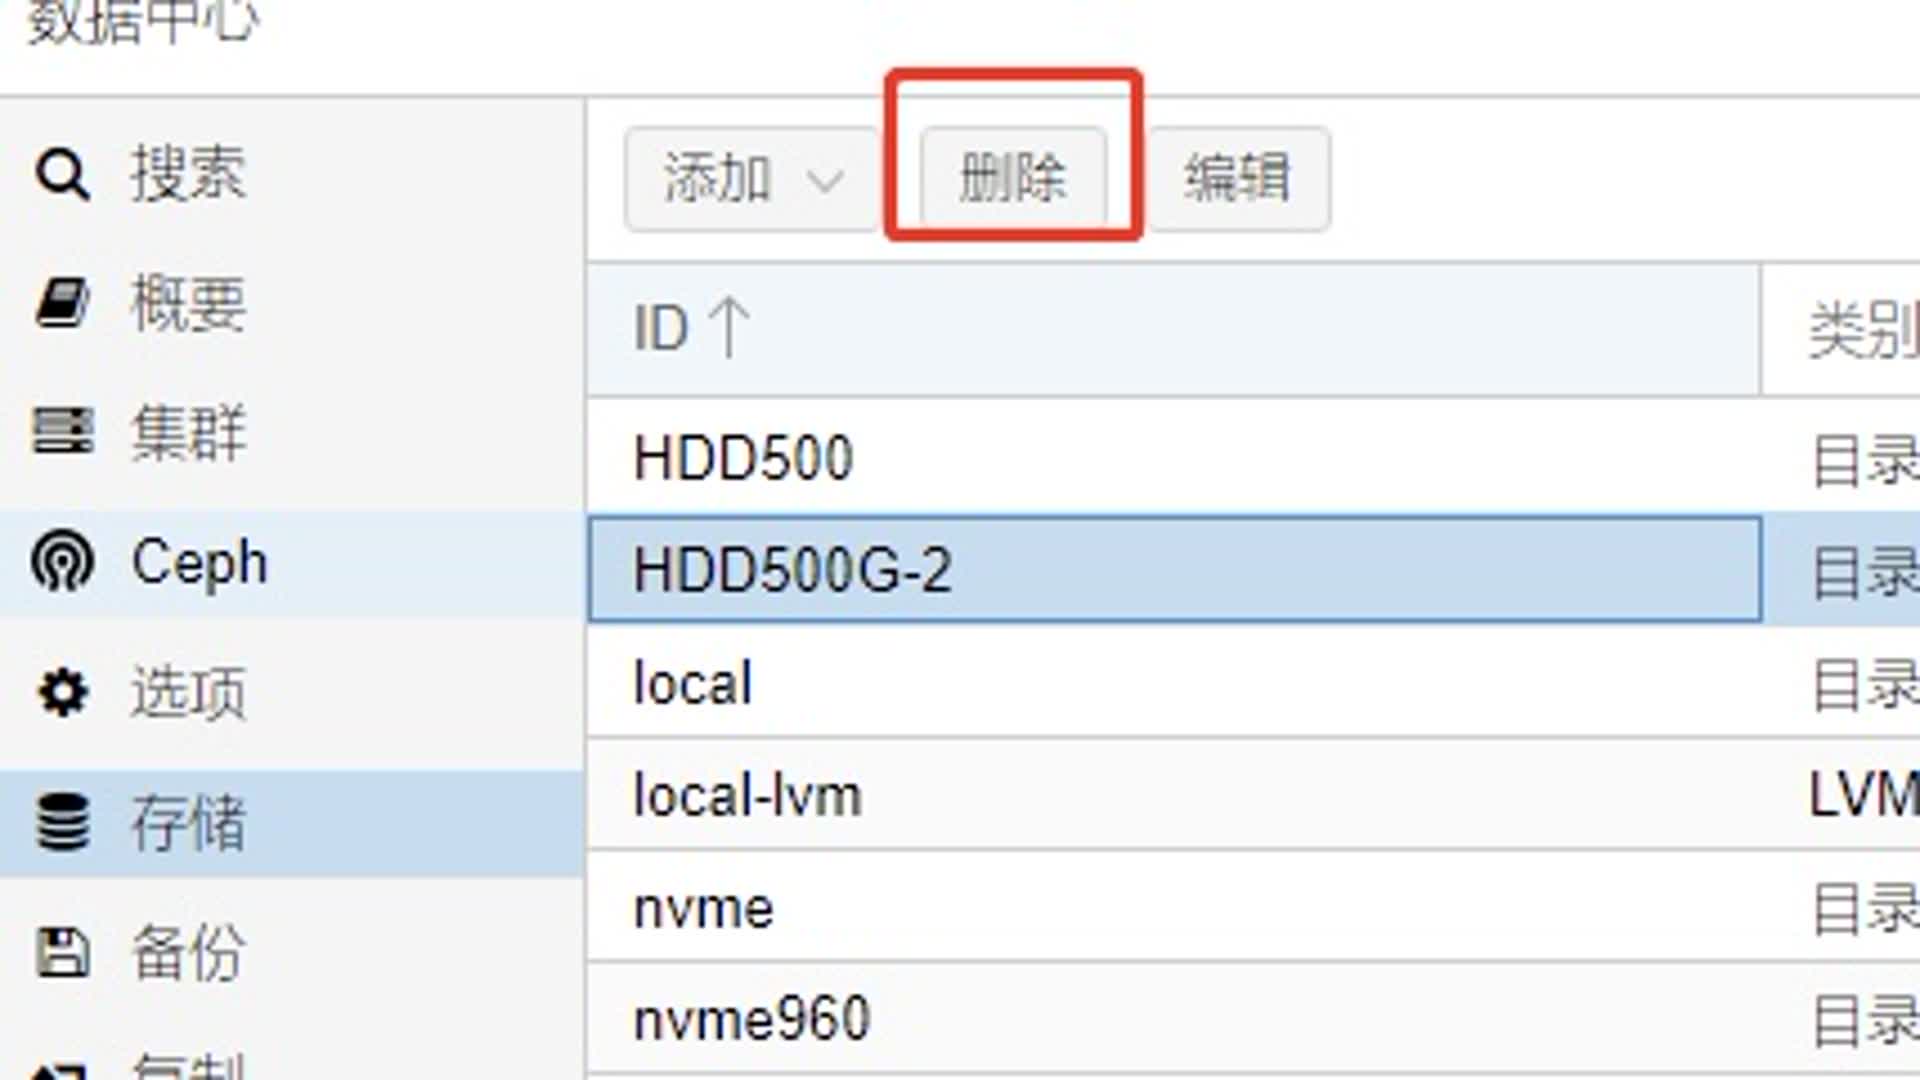 数据中心
搜索
概要
集群
Ceph
选项
存储
备份
复制
添加 删除 编辑
ID 类别
HDD500 目录
HDD500G-2 目录
local 目录
local-lvm LVM
nvme 目录
nvme960 目录